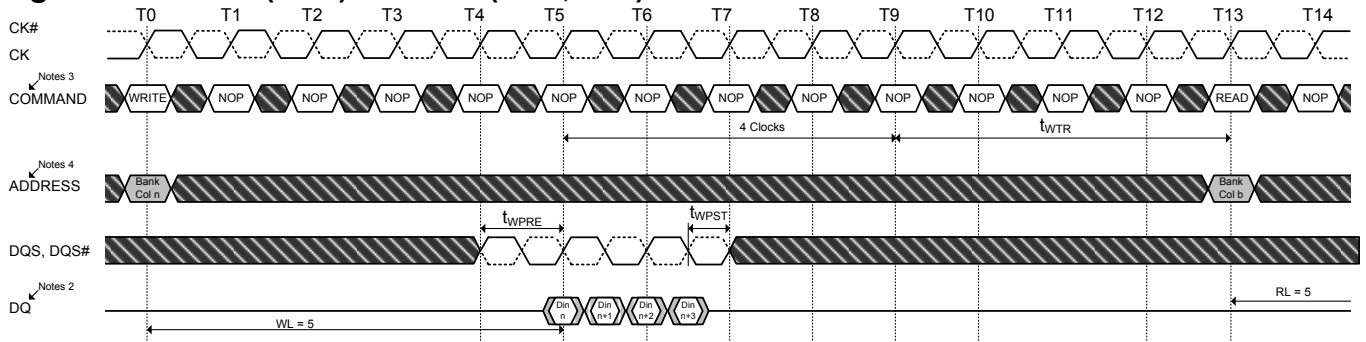 T0 T1 T2 T3 T4 T5 T6 T7 T8 T9 T10 T11 T12 T13 T14
CK#
CK
Notes 3
COMMAND WRITE NOP NOP NOP NOP NOP NOP NOP NOP NOP NOP NOP NOP READ NOP
4 Clocks tWTR
Notes 4
ADDRESS
Bank Col n
Bank Col b
tWPRE tWPST
DQS, DQS#
Notes 2
DQ
Din n
Din n+1
Din n+2
Din n+3
RL = 5
WL = 5